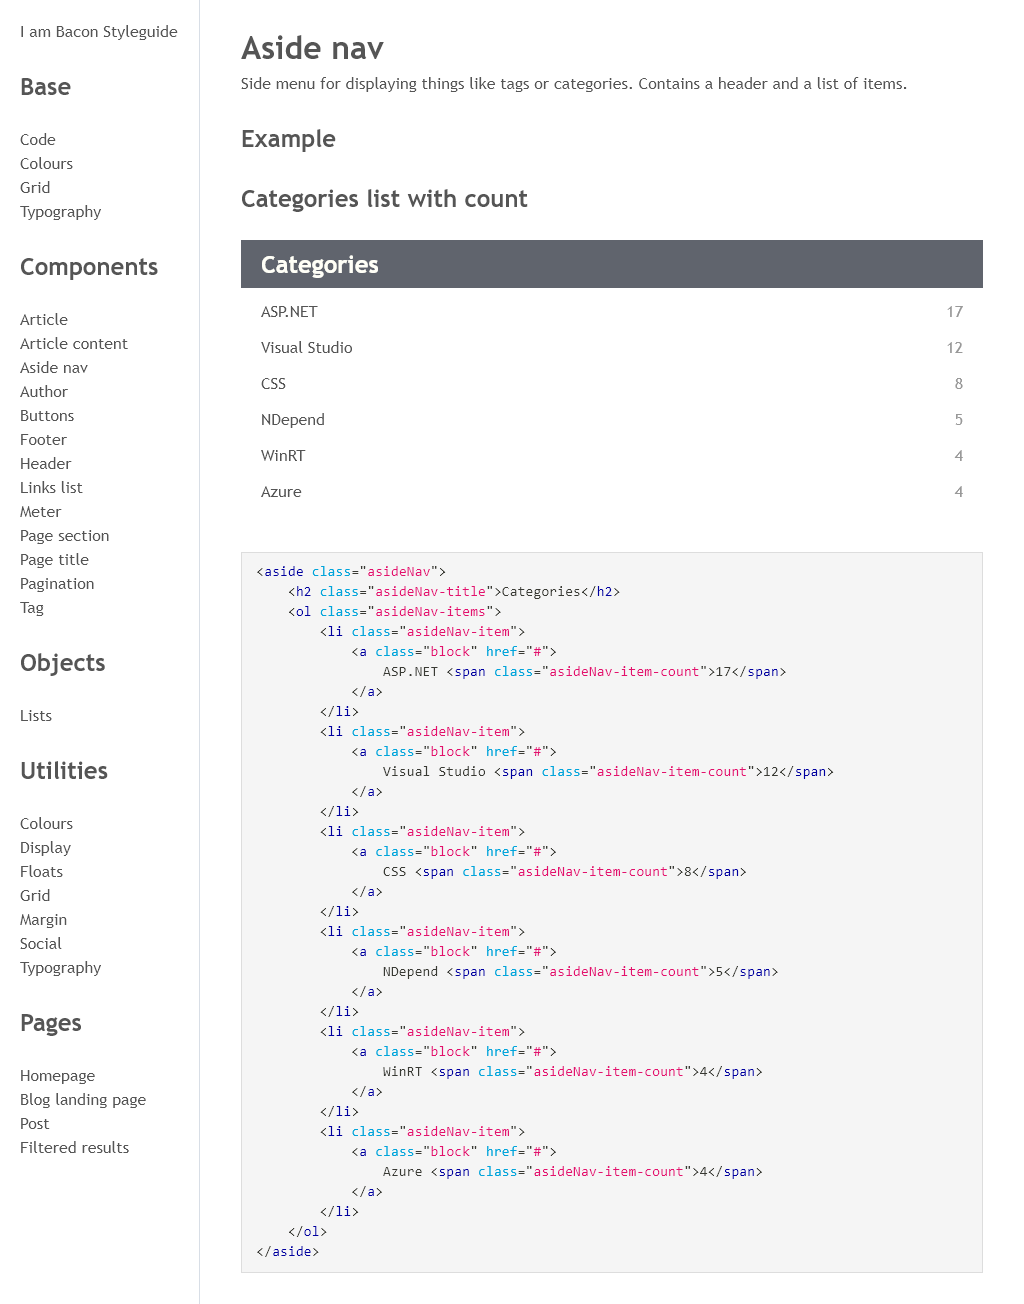 I am Bacon Styleguide
Base
Code
Colours
Grid
Typography
Components
Article
Article content
Aside nav
Author
Buttons
Footer
Header
Links list
Meter
Page section
Page title
Pagination
Tag
Objects
Lists
Utilities
Colours
Display
Floats
Grid
Margin
Social
Typography
Pages
Homepage
Blog landing page
Post
Filtered results
Aside nav
Side menu for displaying things like tags or categories. Contains a header and a list of items.
Example
Categories list with count
Categories
ASP.NET 17
Visual Studio 12
CSS 8
NDepend 5
WinRT 4
Azure 4
<aside class="asideNav">
    <h2 class="asideNav-title">Categories</h2>
    <ol class="asideNav-items">
        <li class="asideNav-item">
            <a class="block" href="#">
                ASP.NET <span class="asideNav-item-count">17</span>
            </a>
        </li>
        <li class="asideNav-item">
            <a class="block" href="#">
                Visual Studio <span class="asideNav-item-count">12</span>
            </a>
        </li>
        <li class="asideNav-item">
            <a class="block" href="#">
                CSS <span class="asideNav-item-count">8</span>
            </a>
        </li>
        <li class="asideNav-item">
            <a class="block" href="#">
                NDepend <span class="asideNav-item-count">5</span>
            </a>
        </li>
        <li class="asideNav-item">
            <a class="block" href="#">
                WinRT <span class="asideNav-item-count">4</span>
            </a>
        </li>
        <li class="asideNav-item">
            <a class="block" href="#">
                Azure <span class="asideNav-item-count">4</span>
            </a>
        </li>
    </ol>
</aside>